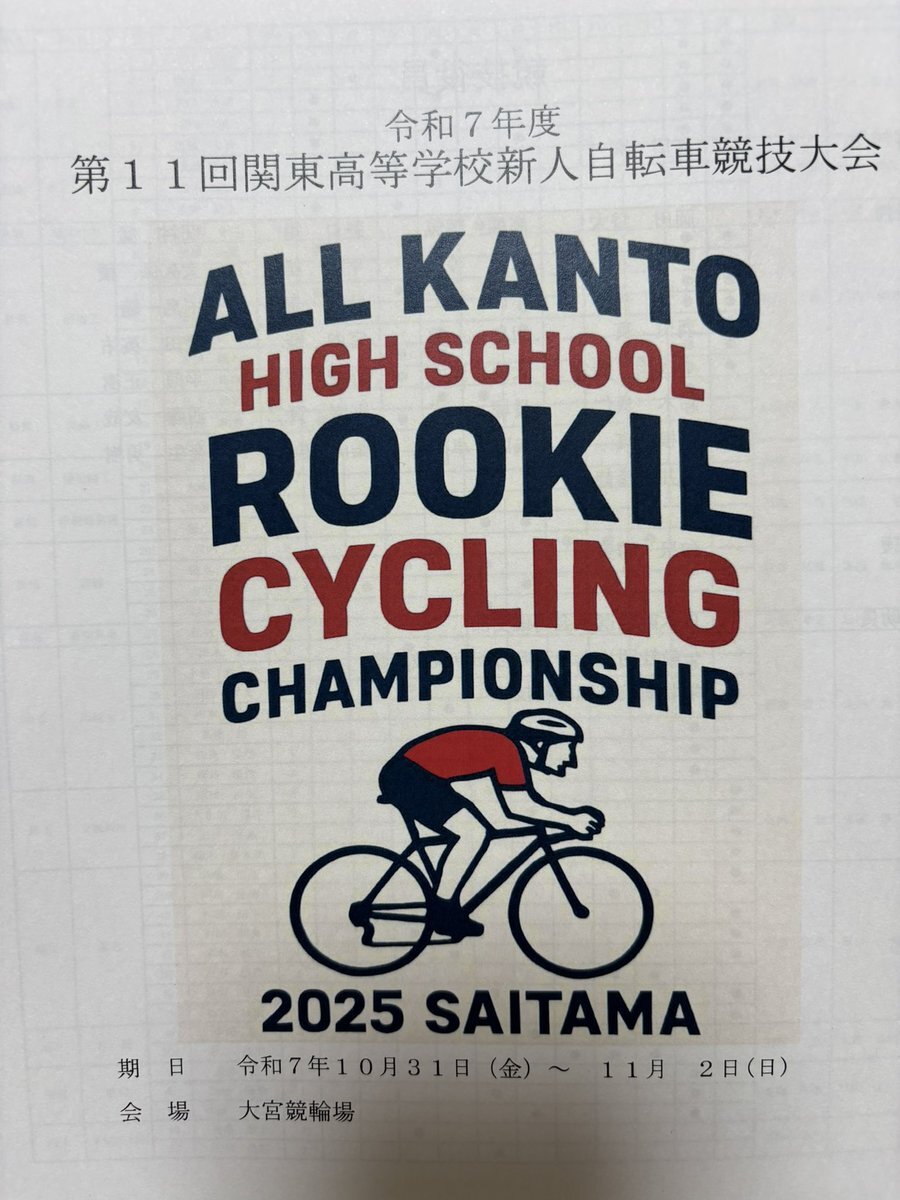 令和７年度
第１１回関東高等学校新人自転車競技大会
ALL KANTO
HIGH SCHOOL
ROOKIE
CYCLING
CHAMPIONSHIP
2025 SAITAMA
期　日　　令和７年１０月３１日（金）～　１１月　２日（日）
会　場　　大宮競輪場